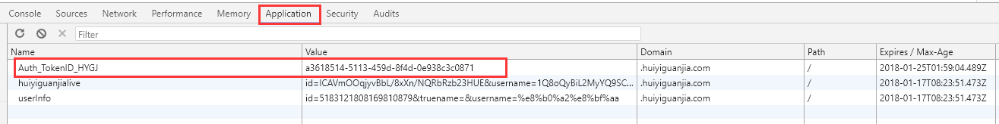 Console Sources Network Performance Memory Application Security Audits
Filter
Name Value Domain Path Expires / Max-Age
Auth_TokenID_HYGJ a3618514-5113-459d-8f4d-0e938c3c0871 .huiyiguanjia.com / 2018-01-25T01:59:04.489Z
huiyiguanjialive id=ICAVmOOqjyvBbL/8xXn/NQRbRzb23HUE&username=1Q8oQyBiL2MyYQ9SC... .huiyiguanjia.com / 2018-01-17T08:23:51.473Z
userInfo id=5183121808169810879&truename=&username=%e8%b0%a2%e8%bf%aa .huiyiguanjia.com / 2018-01-17T08:23:51.473Z